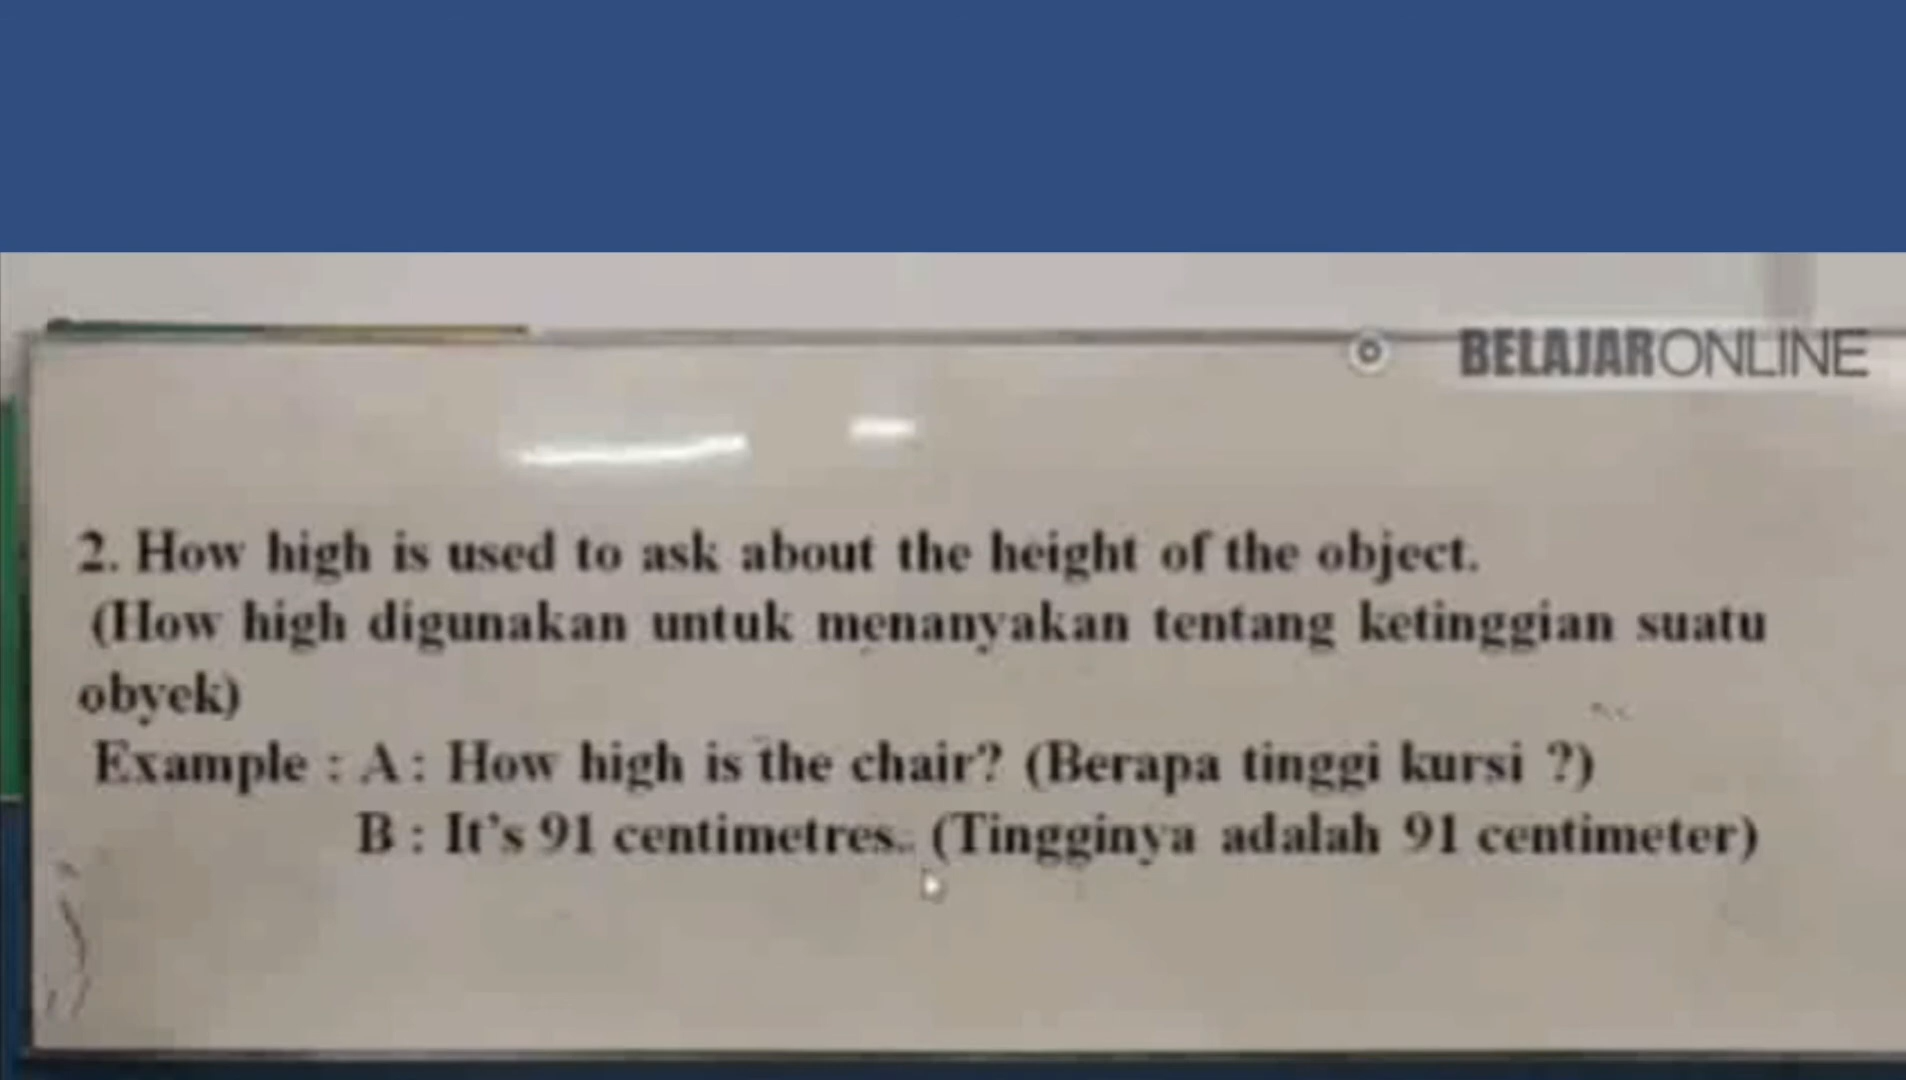 BELAJARONLINE
2. How high is used to ask about the height of the object.
(How high digunakan untuk menanyakan tentang ketinggian suatu
obyek)
Example : A : How high is the chair? (Berapa tinggi kursi ?)
B : It's 91 centimetres. (Tingginya adalah 91 centimeter)